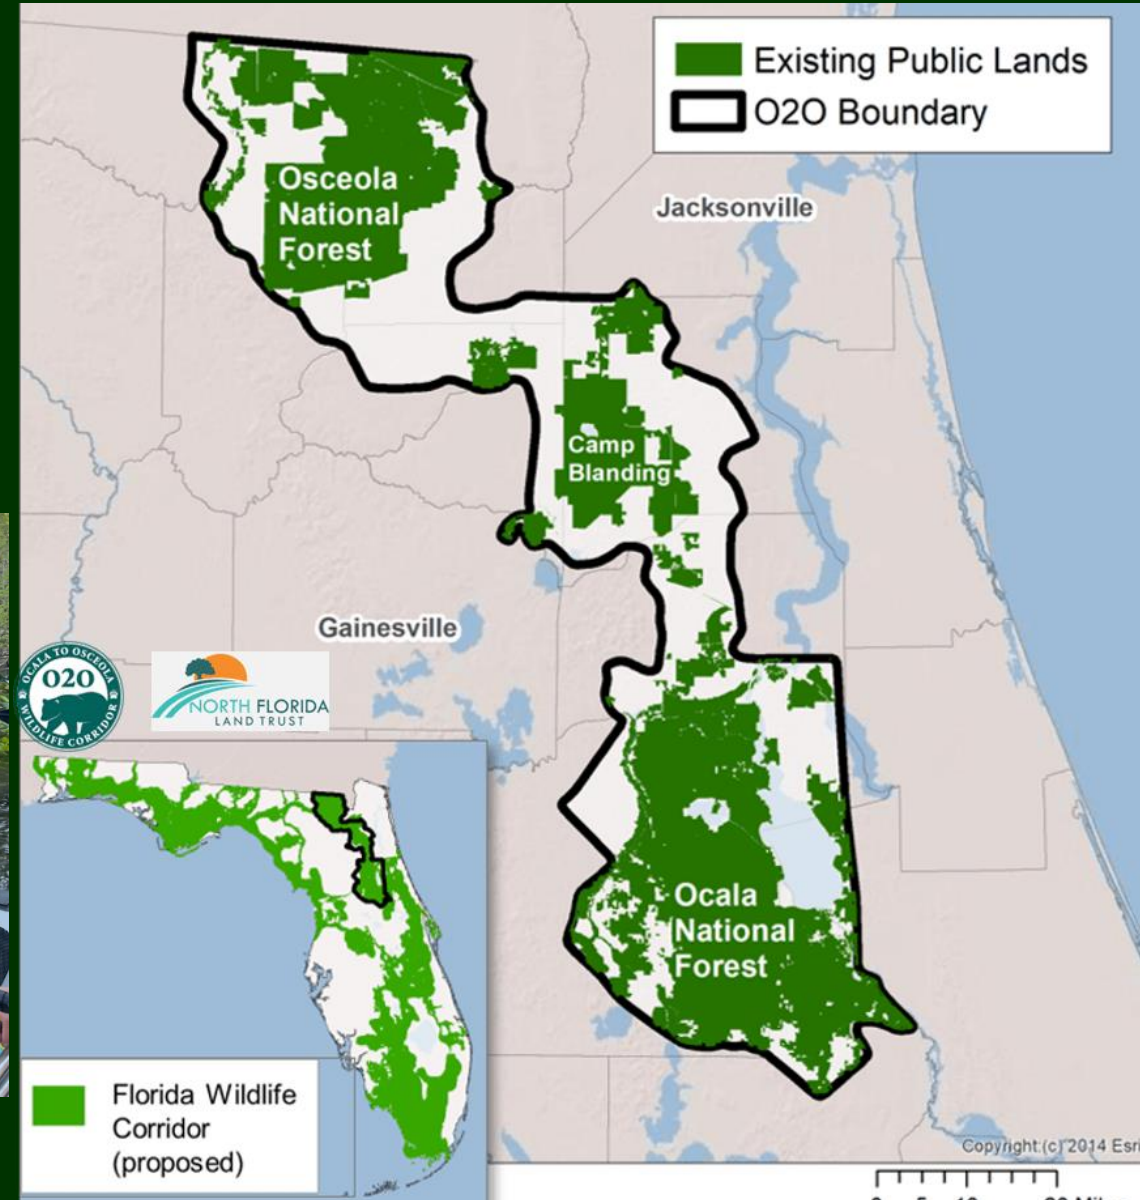 Existing Public Lands
O2O Boundary
Osceola
National
Forest
Jacksonville
Camp
Blanding
Gainesville
OCALA TO OSCEOLA
O2O
WILDLIFE CORRIDOR
NORTH FLORIDA
LAND TRUST
Ocala
National
Forest
Florida Wildlife
Corridor
(proposed)
Copyright:(c) 2014 Esri